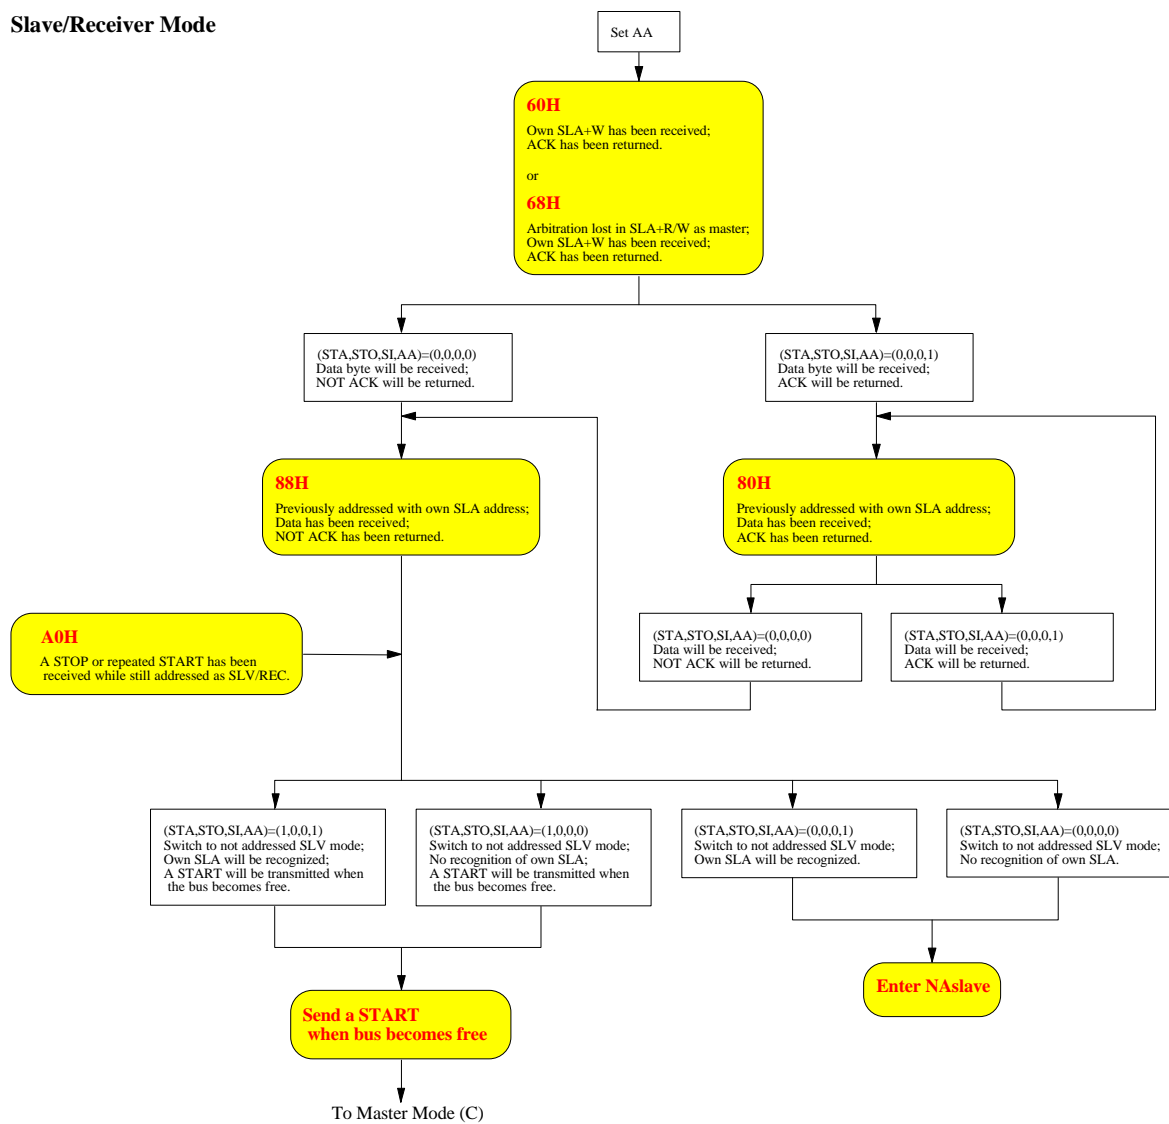 Slave/Receiver Mode
Set AA
60H
Own SLA+W has been received;
ACK has been returned.
or
68H
Arbitration lost in SLA+R/W as master;
Own SLA+W has been received;
ACK has been returned.
(STA,STO,SI,AA)=(0,0,0,0)
Data byte will be received;
NOT ACK will be returned.
(STA,STO,SI,AA)=(0,0,0,1)
Data byte will be received;
ACK will be returned.
88H
Previously addressed with own SLA address;
Data has been received;
NOT ACK has been returned.
80H
Previously addressed with own SLA address;
Data has been received;
ACK has been returned.
A0H
A STOP or repeated START has been
received while still addressed as SLV/REC.
(STA,STO,SI,AA)=(0,0,0,0)
Data will be received;
NOT ACK will be returned.
(STA,STO,SI,AA)=(0,0,0,1)
Data will be received;
ACK will be returned.
(STA,STO,SI,AA)=(1,0,0,1)
Switch to not addressed SLV mode;
Own SLA will be recognized;
A START will be transmitted when
the bus becomes free.
(STA,STO,SI,AA)=(1,0,0,0)
Switch to not addressed SLV mode;
No recognition of own SLA;
A START will be transmitted when
the bus becomes free.
(STA,STO,SI,AA)=(0,0,0,1)
Switch to not addressed SLV mode;
Own SLA will be recognized.
(STA,STO,SI,AA)=(0,0,0,0)
Switch to not addressed SLV mode;
No recognition of own SLA.
Send a START
when bus becomes free
Enter NAslave
To Master Mode (C)